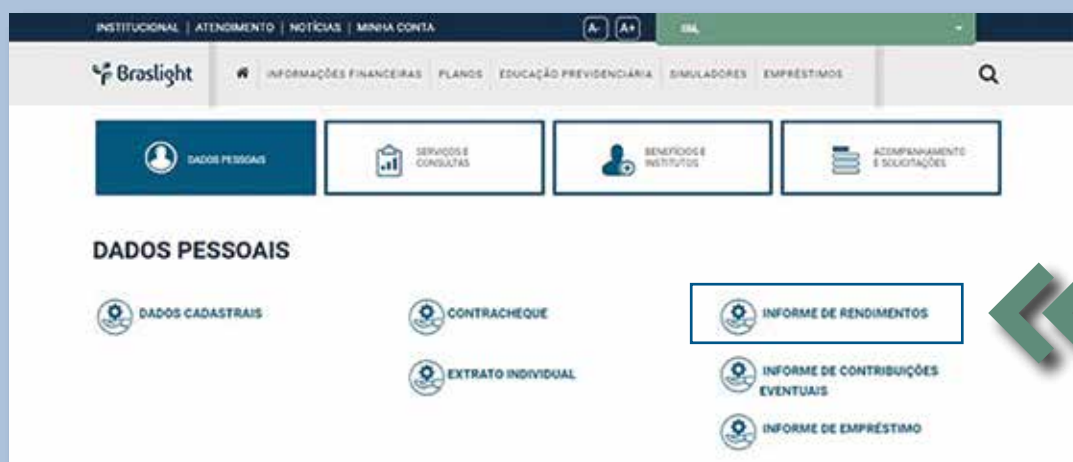 INSTITUCIONAL | ATENDIMENTO | NOTÍCIAS | MINHA CONTA A- A+
Braslight INFORMAÇÕES FINANCEIRAS PLANOS EDUCAÇÃO PREVIDENCIÁRIA SIMULADORES EMPRÉSTIMOS
DADOS PESSOAIS
SERVIÇOS E
CONSULTAS
BENEFÍCIOS E
INSTITUTOS
ACOMPANHAMENTO
E SOLICITAÇÕES
DADOS PESSOAIS
DADOS CADASTRAIS
CONTRACHEQUE
INFORME DE RENDIMENTOS
EXTRATO INDIVIDUAL
INFORME DE CONTRIBUIÇÕES
EVENTUAIS
INFORME DE EMPRÉSTIMO